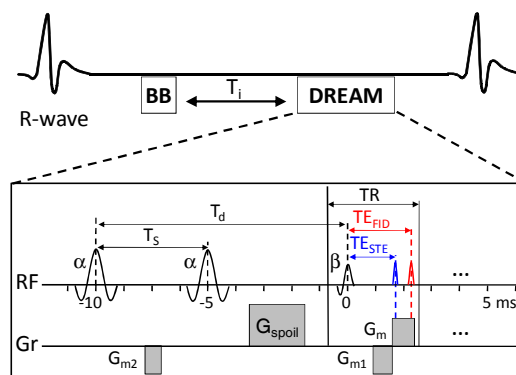 R-wave
BB
T_i
DREAM
TR
T_d
TE_FID
T_S
TE_STE
α
α
β
RF
...
-10
-5
0
5 ms
Gr
G_m2
G_spoil
G_m1
G_m
...